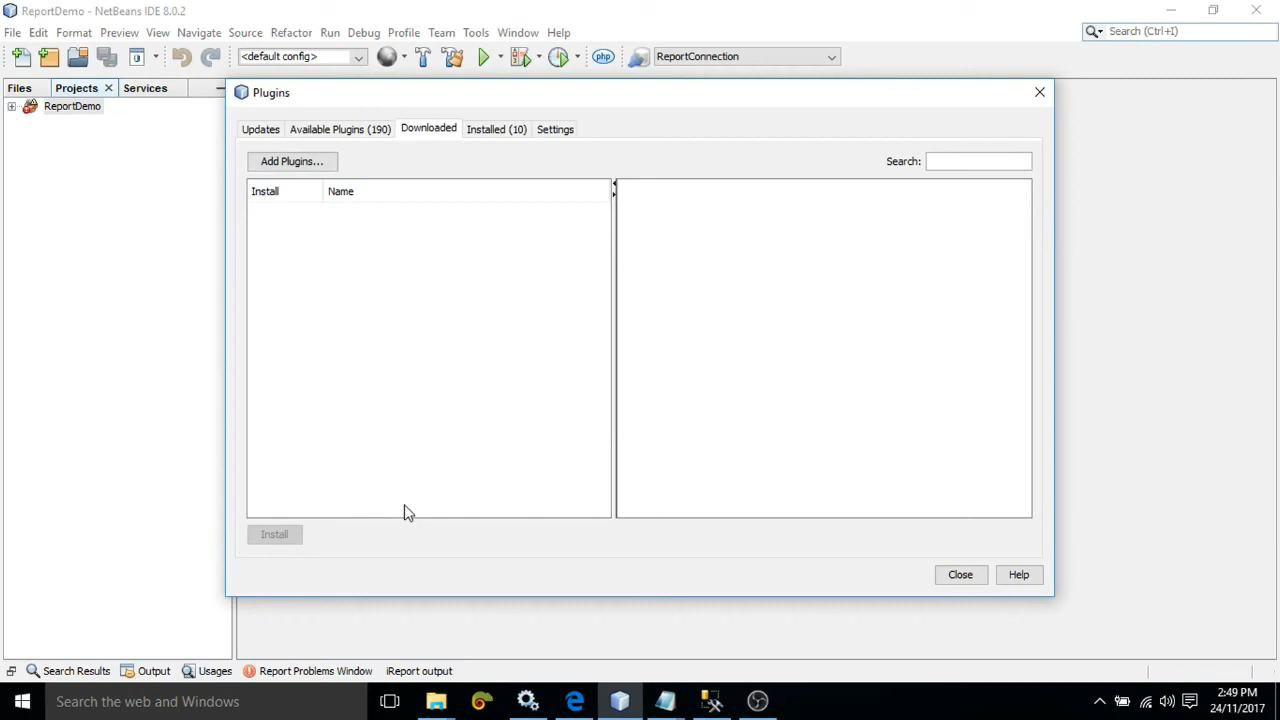 ReportDemo - NetBeans IDE 8.0.2
File Edit Format Preview View Navigate Source Refactor Run Debug Profile Team Tools Window Help
Search (Ctrl+I)
<default config>
php
ReportConnection
Files Projects Services
ReportDemo
Plugins
Updates Available Plugins (190) Downloaded Installed (10) Settings
Add Plugins...
Search:
Install Name
Install
Close Help
Search Results Output Usages Report Problems Window iReport output
Search the web and Windows
2:49 PM
24/11/2017